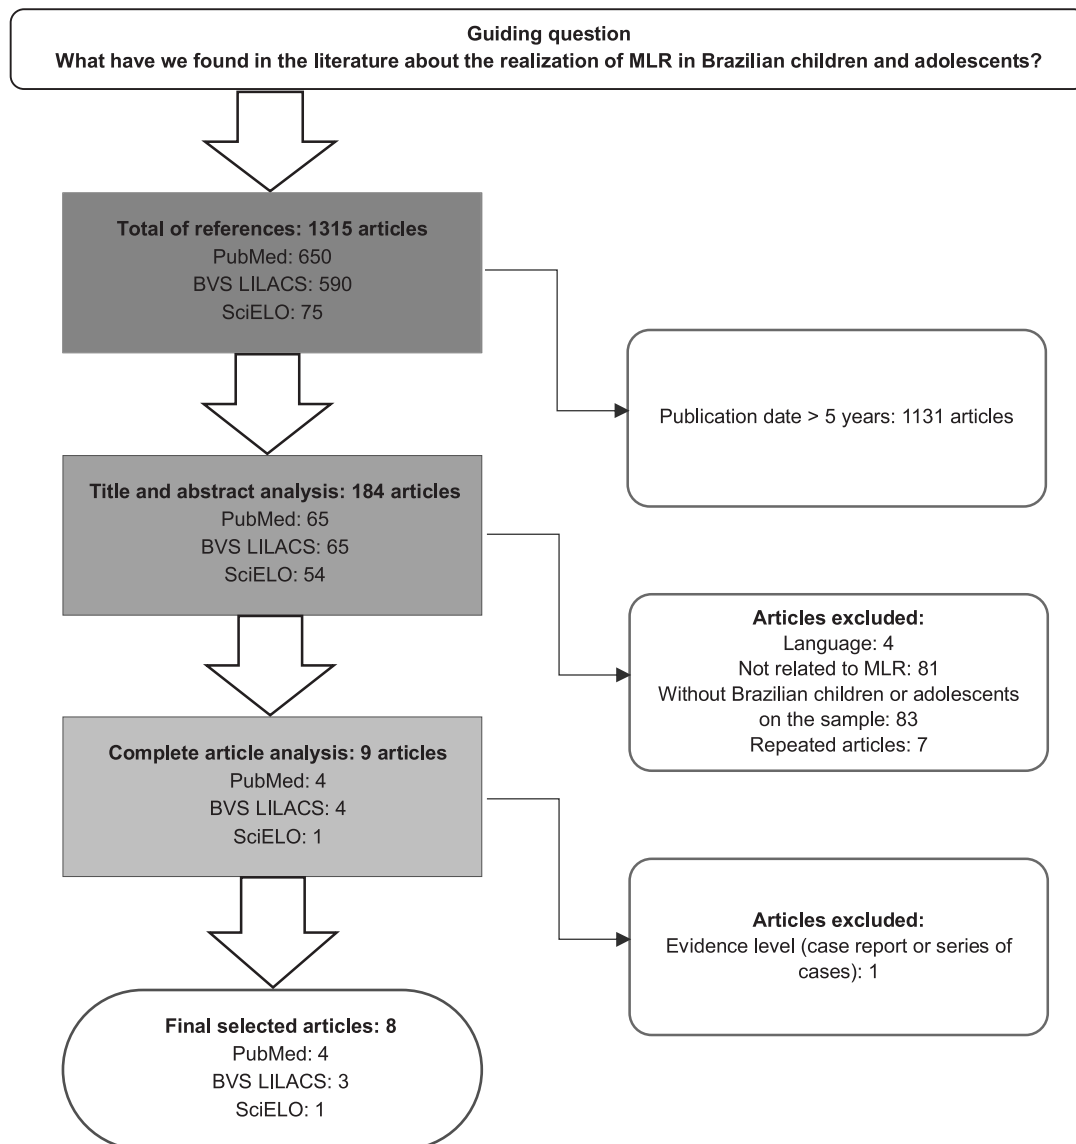 Guiding question
What have we found in the literature about the realization of MLR in Brazilian children and adolescents?
Total of references: 1315 articles
PubMed: 650
BVS LILACS: 590
SciELO: 75
Publication date > 5 years: 1131 articles
Title and abstract analysis: 184 articles
PubMed: 65
BVS LILACS: 65
SciELO: 54
Articles excluded:
Language: 4
Not related to MLR: 81
Without Brazilian children or adolescents
on the sample: 83
Repeated articles: 7
Complete article analysis: 9 articles
PubMed: 4
BVS LILACS: 4
SciELO: 1
Articles excluded:
Evidence level (case report or series of
cases): 1
Final selected articles: 8
PubMed: 4
BVS LILACS: 3
SciELO: 1